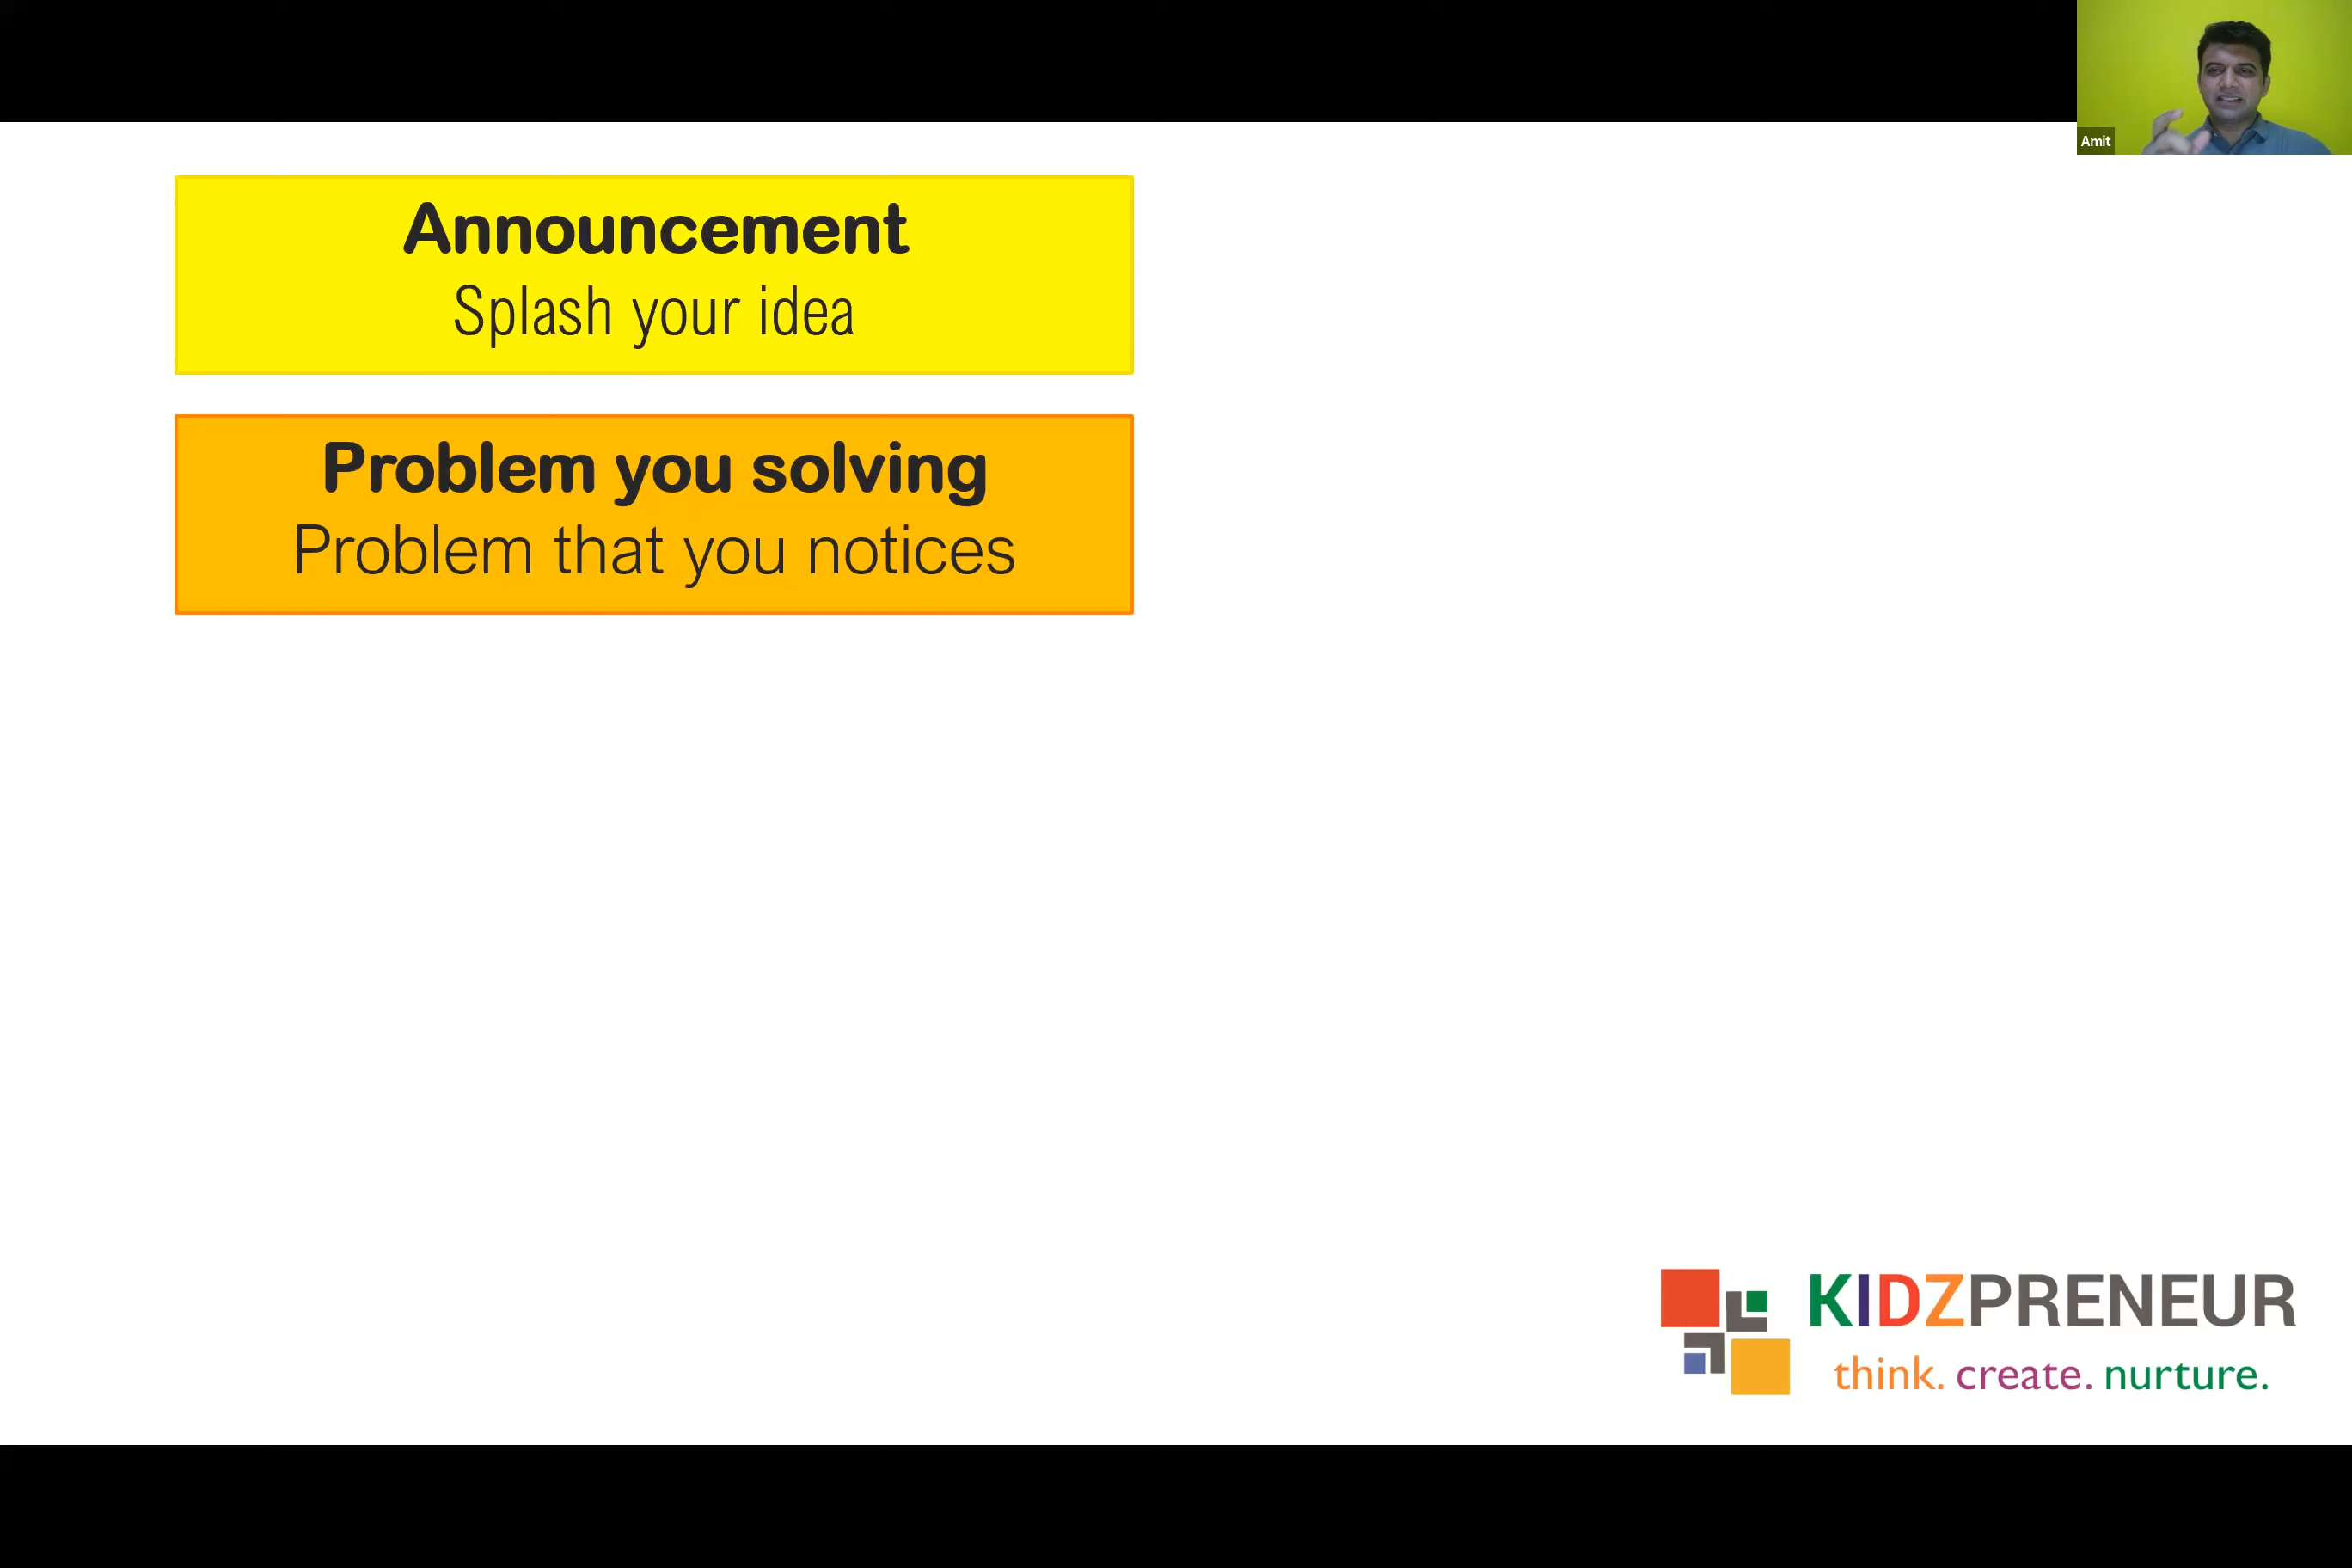 Amit
Announcement
Splash your idea
Problem you solving
Problem that you notices
KIDZPRENEUR
think. create. nurture.